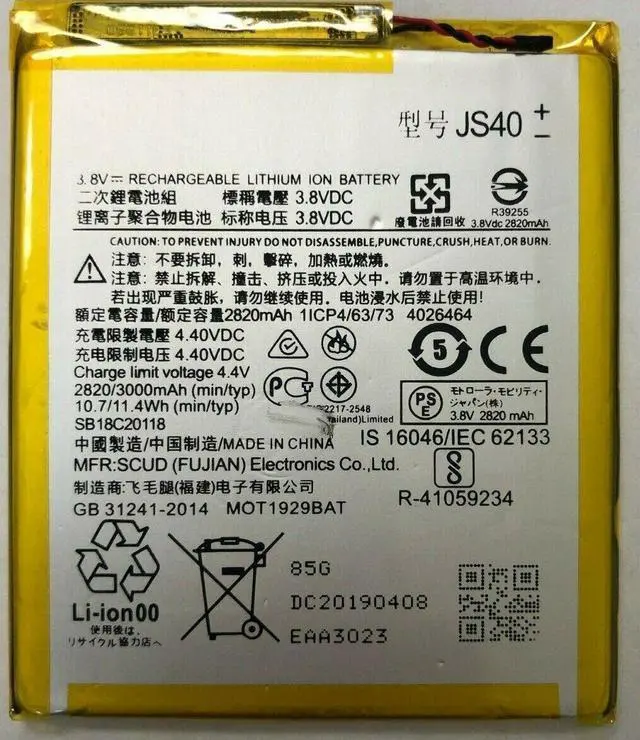 型号 JS40 + −
3.8V⎓ RECHARGEABLE LITHIUM ION BATTERY
二次鋰電池組 標稱電壓 3.8VDC
锂离子聚合物电池 标称电压 3.8VDC
廢電池請回收
R39255
3.8Vdc 2820mAh
CAUTION: TO PREVENT INJURY DO NOT DISASSEMBLE,PUNCTURE,CRUSH,HEAT,OR BURN.
注意: 不要拆卸，刺，擊碎，加熱或燃燒。
注意: 禁止拆解、撞击、挤压或投入火中．请勿置于高温环境中．
若出现严重鼓胀，请勿继续使用．电池浸水后禁止使用!
額定電容量/额定容量2820mAh 1ICP4/63/73 4026464
充電限製電壓 4.40VDC
充电限制电压 4.40VDC
Charge limit voltage 4.4V
2820/3000mAh (min/typ)
10.7/11.4Wh (min/typ)
SB18C20118
5
CE
PSE
モトローラ・モビリティ・
ジャパン(株)
3.8V 2820 mAh
2217-2548
Limited
中國製造/中国制造/MADE IN CHINA
IS 16046/IEC 62133
MFR:SCUD (FUJIAN) Electronics Co.,Ltd.
制造商:飞毛腿(福建)电子有限公司
R-41059234
GB 31241-2014 MOT1929BAT
Li-ion00
使用後は、
リサイクル協力店へ
85G
DC20190408
EAA3023